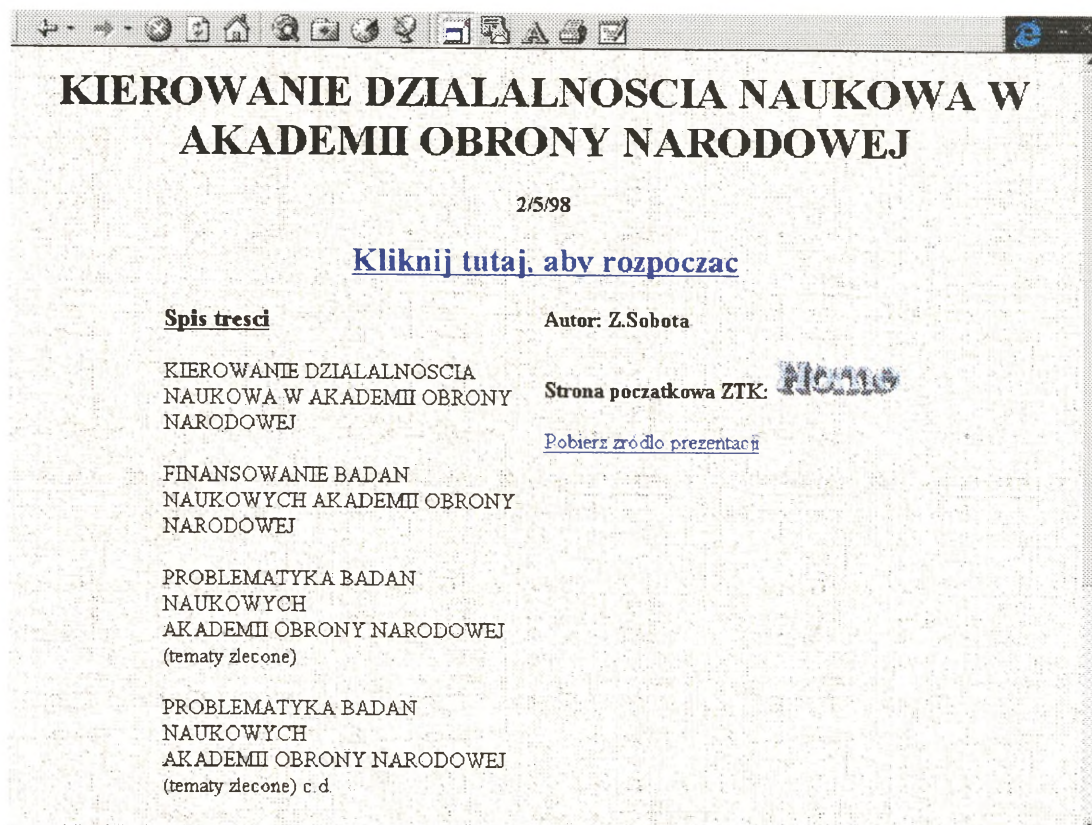 KIEROWANIE DZIALALNOSCIA NAUKOWA W
AKADEMII OBRONY NARODOWEJ
2/5/98
Kliknij tutaj, aby rozpoczac
Spis tresci
KIEROWANIE DZIALALNOSCIA
NAUKOWA W AKADEMII OBRONY
NARODOWEJ
FINANSOWANIE BADAN
NAUKOWYCH AKADEMII OBRONY
NARODOWEJ
PROBLEMATYKA BADAN
NAUKOWYCH
AKADEMII OBRONY NARODOWEJ
(tematy zlecone)
PROBLEMATYKA BADAN
NAUKOWYCH
AKADEMII OBRONY NARODOWEJ
(tematy zlecone) c.d.
Autor: Z.Sobota
Strona poczatkowa ZTK: Home
Pobierz zrodlo prezentacji